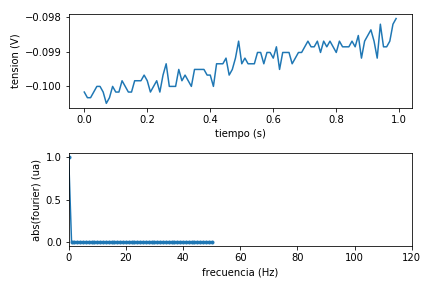 −0.098
−0.099
−0.100
tension (V)
0.0 0.2 0.4 0.6 0.8 1.0
tiempo (s)
1.0
0.5
0.0
abs(fourier) (ua)
0 20 40 60 80 100 120
frecuencia (Hz)